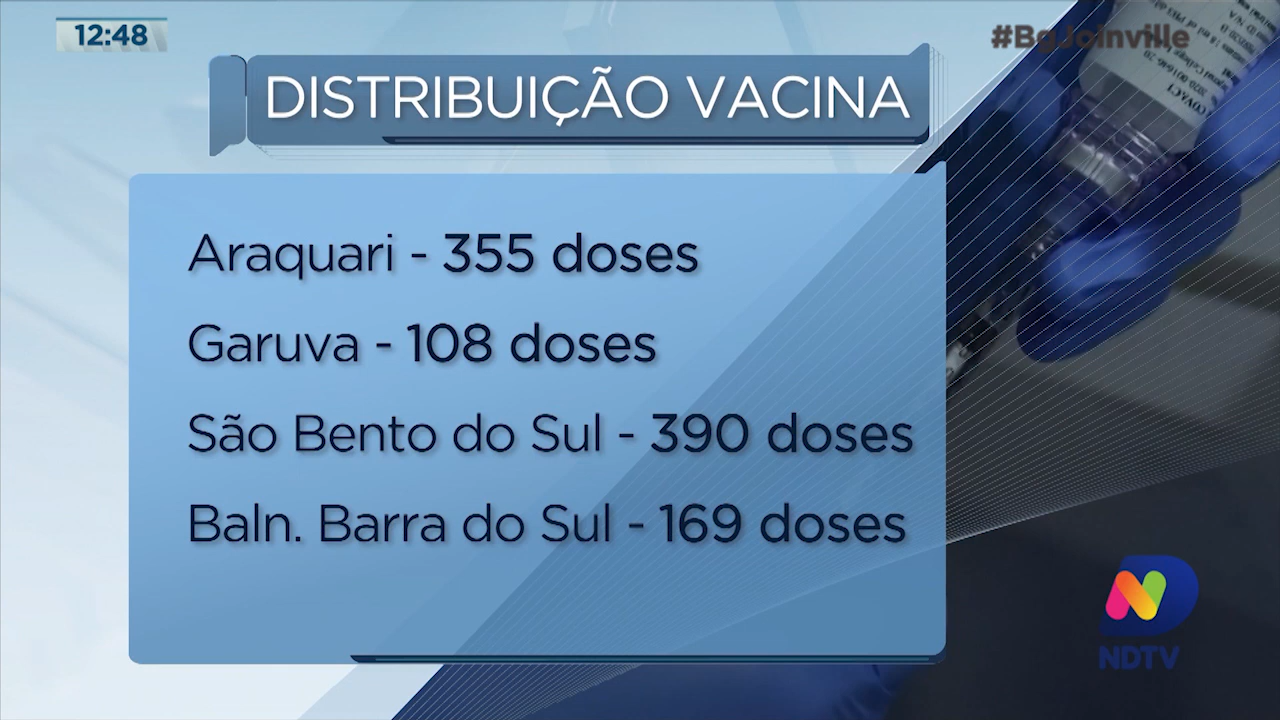 12:48
#BgJoinville
DISTRIBUIÇÃO VACINA
Araquari - 355 doses
Garuva - 108 doses
São Bento do Sul - 390 doses
Baln. Barra do Sul - 169 doses
COVACI
NDTV